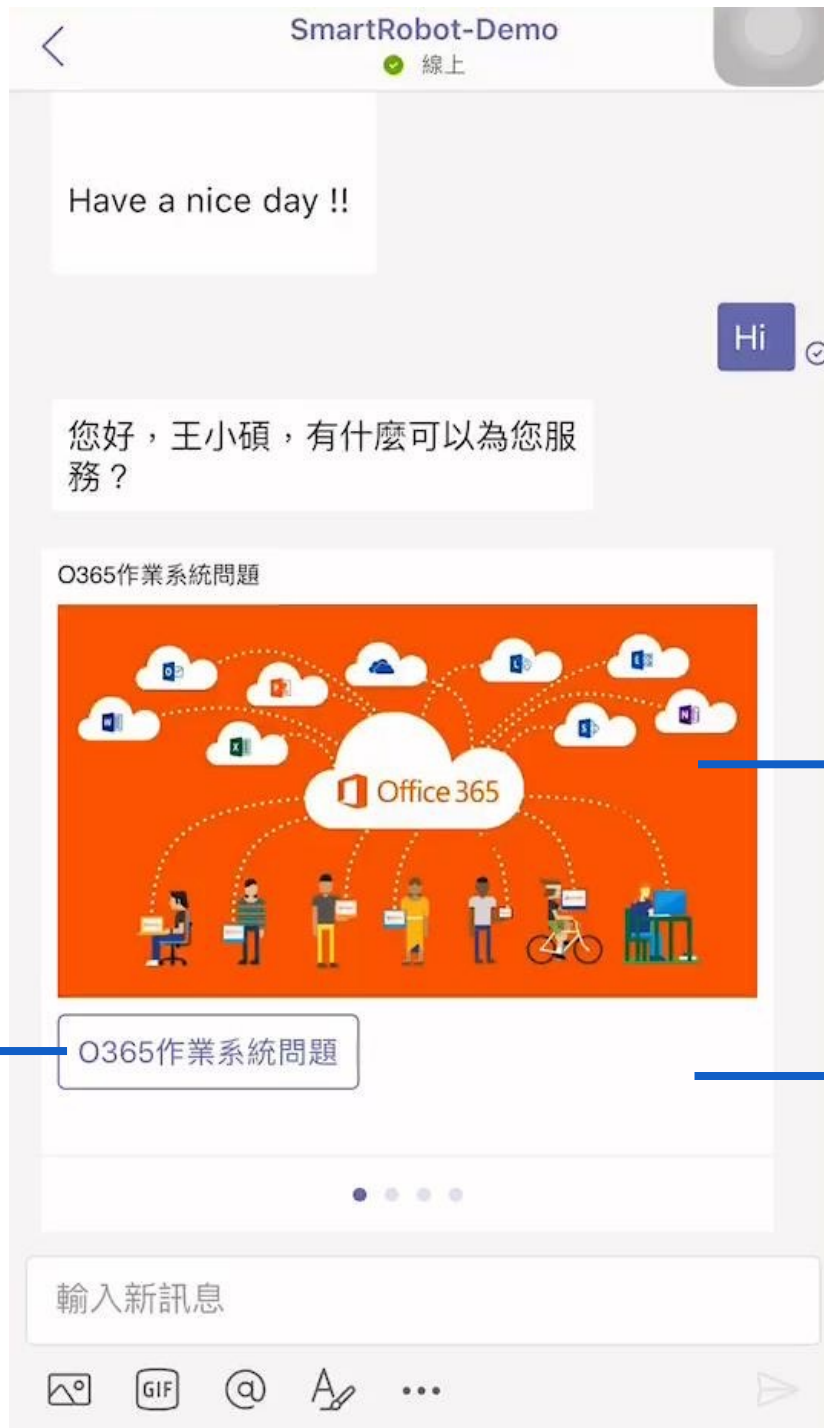 SmartRobot-Demo
線上
Have a nice day !!
Hi
您好，王小碩，有什麼可以為您服
務？
O365作業系統問題
Office 365
O365作業系統問題
輸入新訊息
GIF